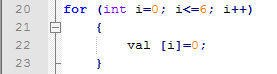 20 for (int i=0; i<=6; i++)
21 {
22 val [i]=0;
23 }